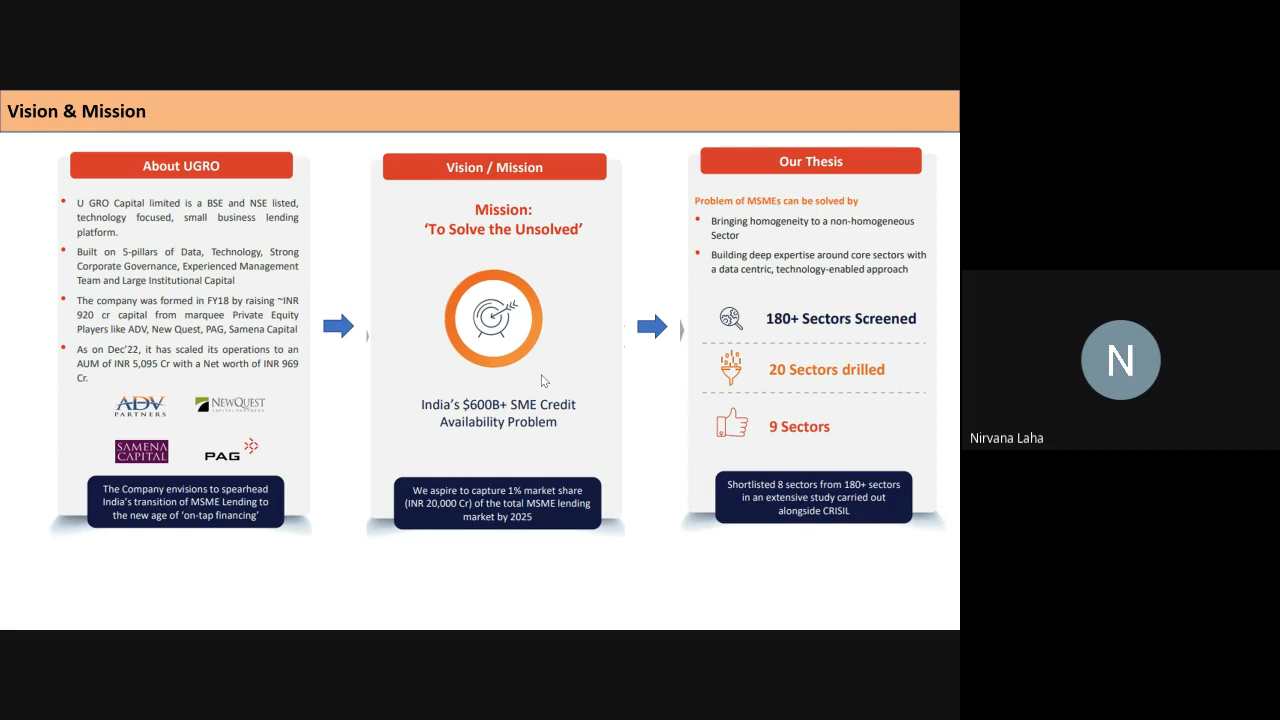 Vision & Mission
About UGRO
• U GRO Capital limited is a BSE and NSE listed,
technology focused, small business lending
platform.
• Built on 5-pillars of Data, Technology, Strong
Corporate Governance, Experienced Management
Team and Large Institutional Capital
• The company was formed in FY18 by raising ~INR
920 cr capital from marquee Private Equity
Players like ADV, New Quest, PAG, Samena Capital
• As on Dec'22, it has scaled its operations to an
AUM of INR 5,095 Cr with a Net worth of INR 969
Cr.
ADV
PARTNERS
NEWQUEST
CAPITAL PARTNERS
SAMENA
CAPITAL
PAG
The Company envisions to spearhead
India's transition of MSME Lending to
the new age of 'on-tap financing'
Vision / Mission
Mission:
'To Solve the Unsolved'
India's $600B+ SME Credit
Availability Problem
We aspire to capture 1% market share
(INR 20,000 Cr) of the total MSME lending
market by 2025
Our Thesis
Problem of MSMEs can be solved by
• Bringing homogeneity to a non-homogeneous
Sector
• Building deep expertise around core sectors with
a data centric, technology-enabled approach
180+ Sectors Screened
20 Sectors drilled
9 Sectors
Shortlisted 8 sectors from 180+ sectors
in an extensive study carried out
alongside CRISIL
N
Nirvana Laha